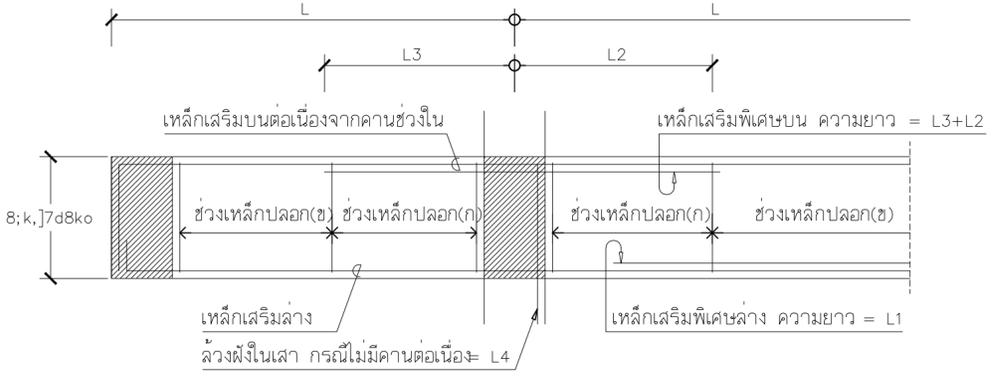 L L
L3 L2
เหล็กเสริมบนต่อเนื่องจากคานช่วงใน เหล็กเสริมพิเศษบน ความยาว = L3+L2
8;k,]7d8ko ช่วงเหล็กปลอก(ข) ช่วงเหล็กปลอก(ก) ช่วงเหล็กปลอก(ก) ช่วงเหล็กปลอก(ข)
เหล็กเสริมล่าง เหล็กเสริมพิเศษล่าง ความยาว = L1
ล้วงฝังในเสา กรณีไม่มีคานต่อเนื่อง= L4